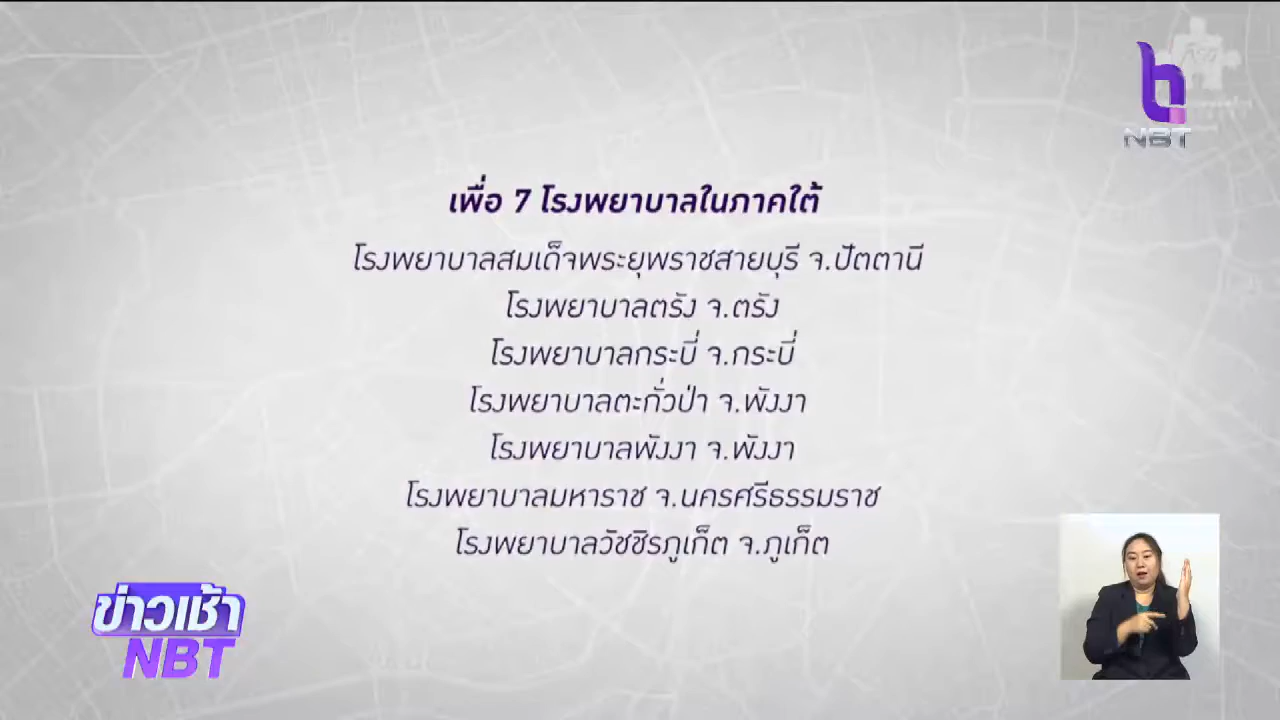 NBT
เพื่อ 7 โรงพยาบาลในภาคใต้
โรงพยาบาลสมเด็จพระยุพราชสายบุรี จ.ปัตตานี
โรงพยาบาลตรัง จ.ตรัง
โรงพยาบาลกระบี่ จ.กระบี่
โรงพยาบาลตะกั่วป่า จ.พังงา
โรงพยาบาลพังงา จ.พังงา
โรงพยาบาลมหาราช จ.นครศรีธรรมราช
โรงพยาบาลวัชชิรภูเก็ต จ.ภูเก็ต
ข่าวเช้า
NBT